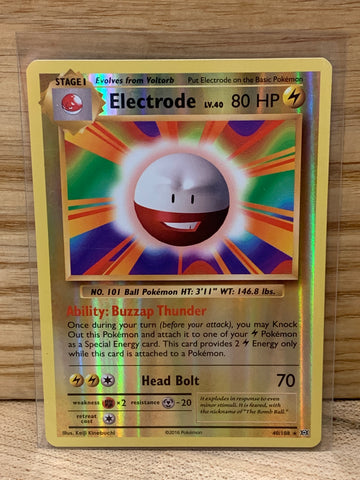 STAGE 1 Evolves from Voltorb Put Electrode on the Basic Pokémon
Electrode LV.40 80 HP
NO. 101 Ball Pokémon HT: 3'11" WT: 146.8 lbs.
Ability: Buzzap Thunder
Once during your turn (before your attack), you may Knock
Out this Pokémon and attach it to one of your Pokémon
as a Special Energy card. This card provides 2 Energy only
while this card is attached to a Pokémon.
Head Bolt 70
weakness ×2 resistance -20
retreat
cost
It explodes in response to even
minor stimuli. It is feared, with
the nickname of "The Bomb Ball."
Illus. Keiji Kinebuchi ©2016 Pokémon 40/108 ★